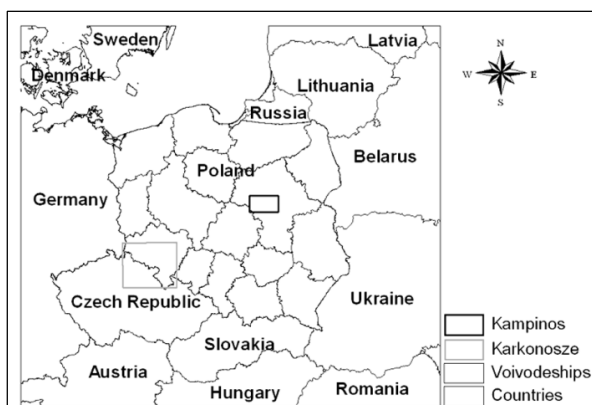 Sweden
Latvia
Denmark
Lithuania
Russia
Poland
Belarus
Germany
Czech Republic
Ukraine
Slovakia
Austria
Hungary
Romania
N
W
E
S
Kampinos
Karkonosze
Voivodeships
Countries